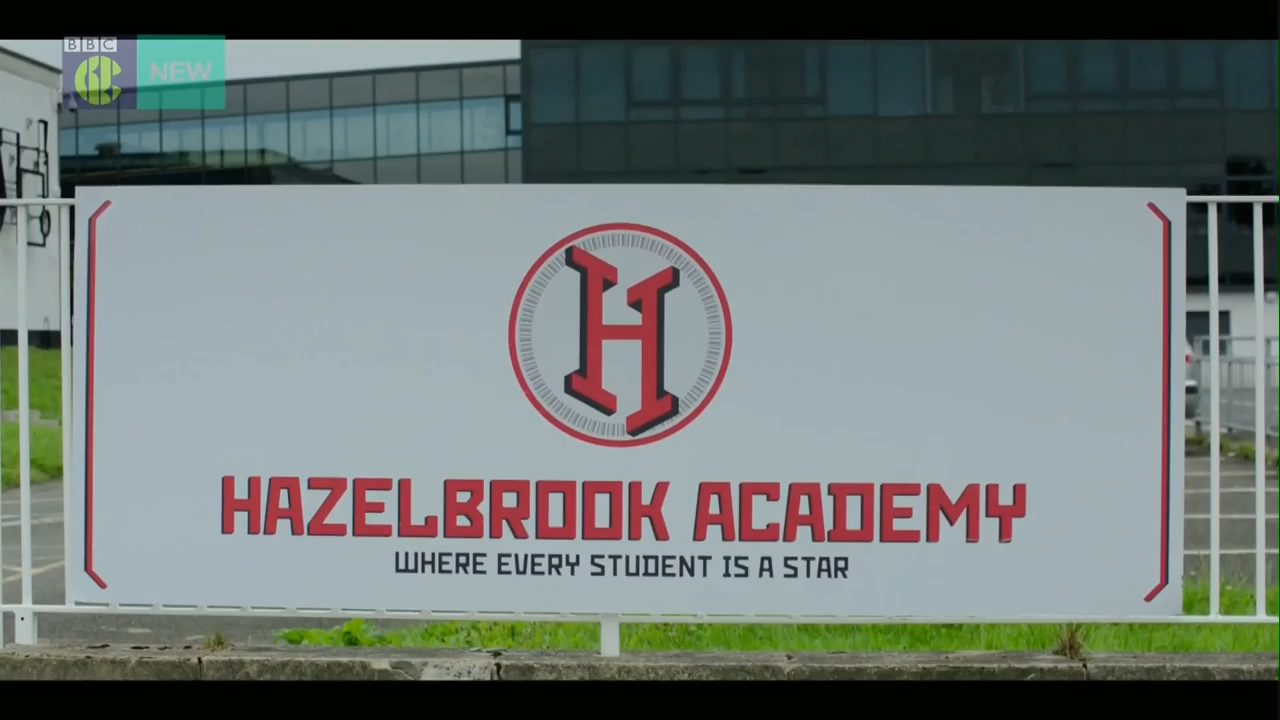 BBC
NEW
H
HAZELBROOK ACADEMY
WHERE EVERY STUDENT IS A STAR